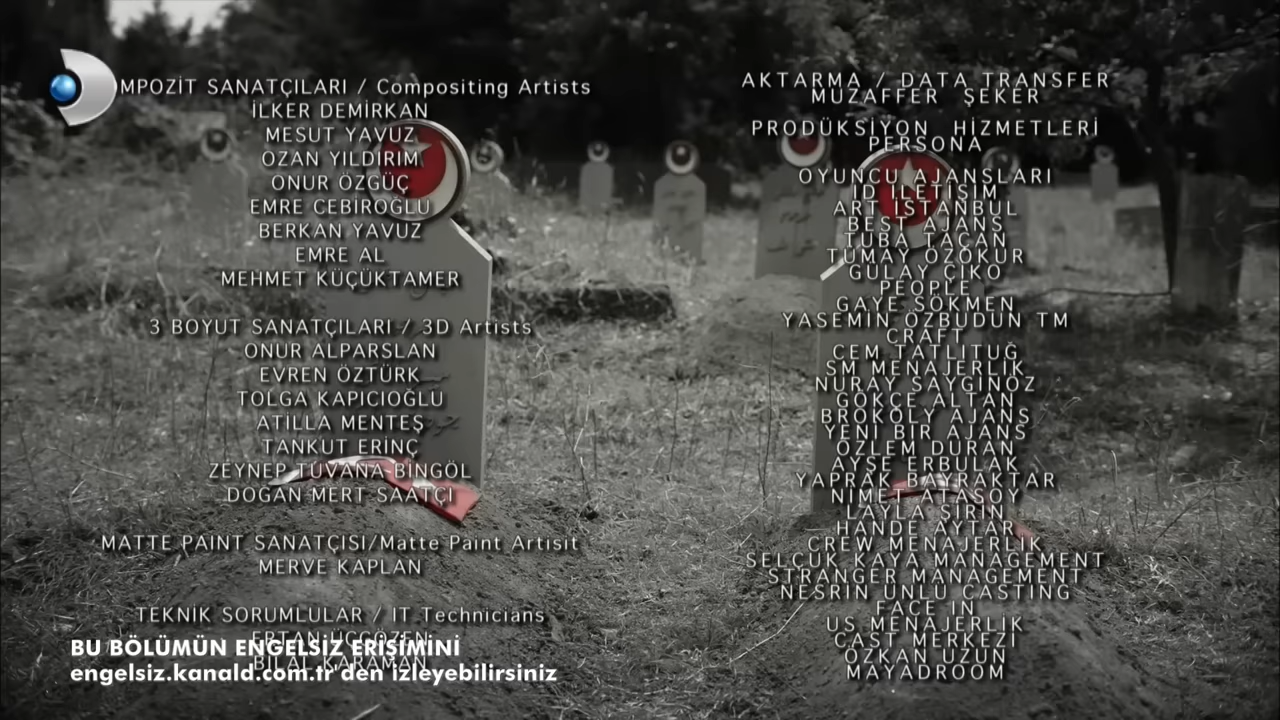 MPOZİT SANATÇILARI / Compositing Artists
İLKER DEMİRKAN
MESUT YAVUZ
OZAN YILDIRIM
ONUR ÖZGÜÇ
EMRE CEBİROĞLU
BERKAN YAVUZ
EMRE AL
MEHMET KÜÇÜKTAMER
3 BOYUT SANATÇILARI / 3D Artists
ONUR ALPARSLAN
EVREN ÖZTÜRK
TOLGA KAPICIOĞLU
ATİLLA MENTEŞ
TANKUT ERİNÇ
ZEYNEP TUVANA BİNGÖL
DOĞAN MERT SAATÇI
MATTE PAINT SANATÇISI/Matte Paint Artisit
MERVE KAPLAN
TEKNİK SORUMLULAR / IT Technicians
ERTAN ÜÇGÖZEN
BİLAL KARAMAN
BU BÖLÜMÜN ENGELSİZ ERİŞİMİNİ
engelsiz.kanald.com.tr'den izleyebilirsiniz
AKTARMA / DATA TRANSFER
MUZAFFER ŞEKER
PRODÜKSİYON HİZMETLERİ
PERSONA
OYUNCU AJANSLARI
ID İLETİŞİM
ART İSTANBUL
BEST AJANS
TUBA TAÇAN
TÜMAY ÖZOKUR
GÜLAY ÇİKO
PEOPLE
GAYE SÖKMEN
YASEMİN ÖZBUDUN TM
CRAFT
CEM TATLITUĞ
SM MENAJERLİK
NURAY SAYGINÖZ
GÖKÇE ALTAN
BROKOLY AJANS
YENİ BİR AJANS
ÖZLEM DURAN
AYŞE ERBULAK
YAPRAK BAYRAKTAR
NİMET ATASOY
LAYLA ŞİRİN
HANDE AYTAR
CREW MENAJERLİK
SELÇUK KAYA MANAGEMENT
STRANGER MANAGEMENT
NESRİN ÜNLÜ CASTING
FACE IN
US MENAJERLİK
CAST MERKEZİ
ÖZKAN UZUN
MAYADROOM